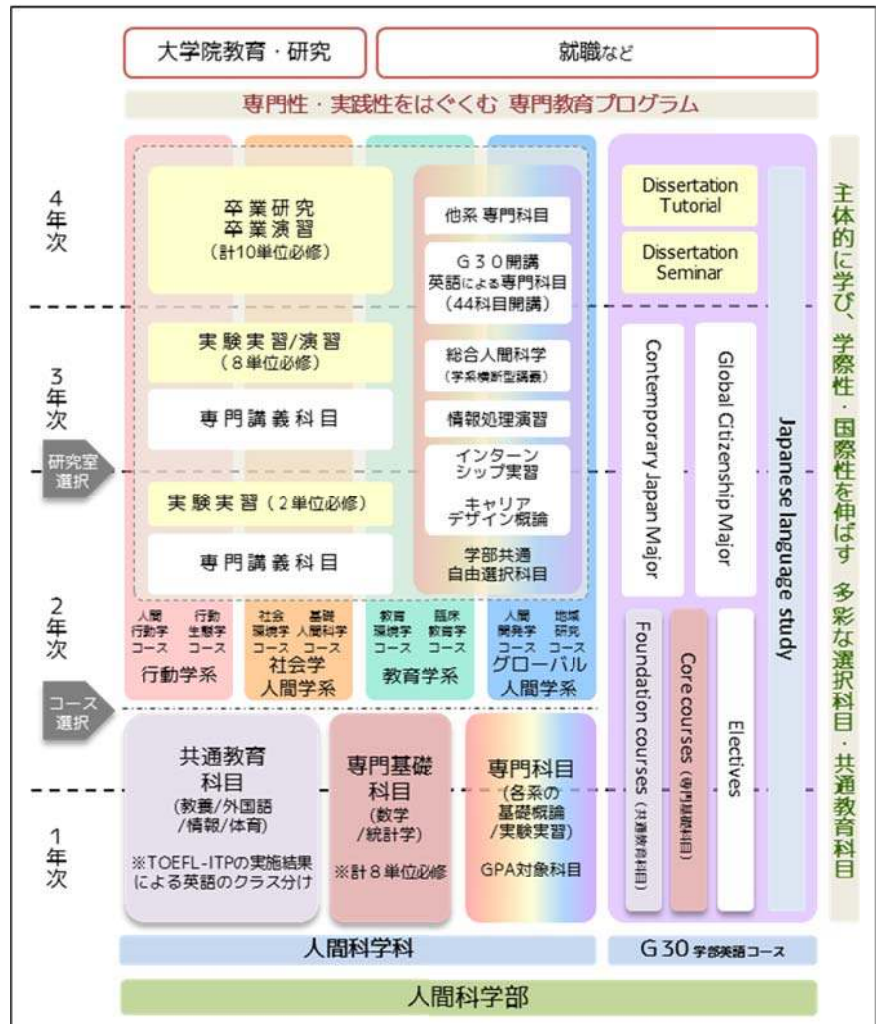 大学院教育・研究
就職など
専門性・実践性をはぐくむ 専門教育プログラム
4年次
卒業研究
卒業演習
(計10単位必修)
他系 専門科目
G30開講
英語による専門科目
(44科目開講)
Dissertation
Tutorial
Dissertation
Seminar
3年次
実験実習/演習
(8単位必修)
専門講義科目
総合人間科学
(学系横断型講義)
情報処理演習
研究室
選択
インターン
シップ実習
キャリア
デザイン概論
実験実習(2単位必修)
専門講義科目
学部共通
自由選択科目
Contemporary Japan Major
Global Citizenship Major
Japanese language study
2年次
人間
行動学
コース
行動
生態学
コース
行動学系
社会
環境学
コース
基礎
人間科学
コース
社会学
人間学系
教育
環境学
コース
臨床
教育学
コース
教育学系
人間
開発学
コース
地域
研究
コース
グローバル
人間学系
コース
選択
共通教育
科目
(教養/外国語
/情報/体育)
※TOEFL-ITPの実施結果
による英語のクラス分け
専門基礎
科目
(数学
/統計学)
※計8単位必修
専門科目
(各系の
基礎概論
/実験実習)
GPA対象科目
Foundation courses (共通教育科目)
Core courses (専門基礎科目)
Electives
1年次
人間科学科
G30 学部英語コース
人間科学部
主体的に学び、学際性・国際性を伸ばす 多彩な選択科目・共通教育科目